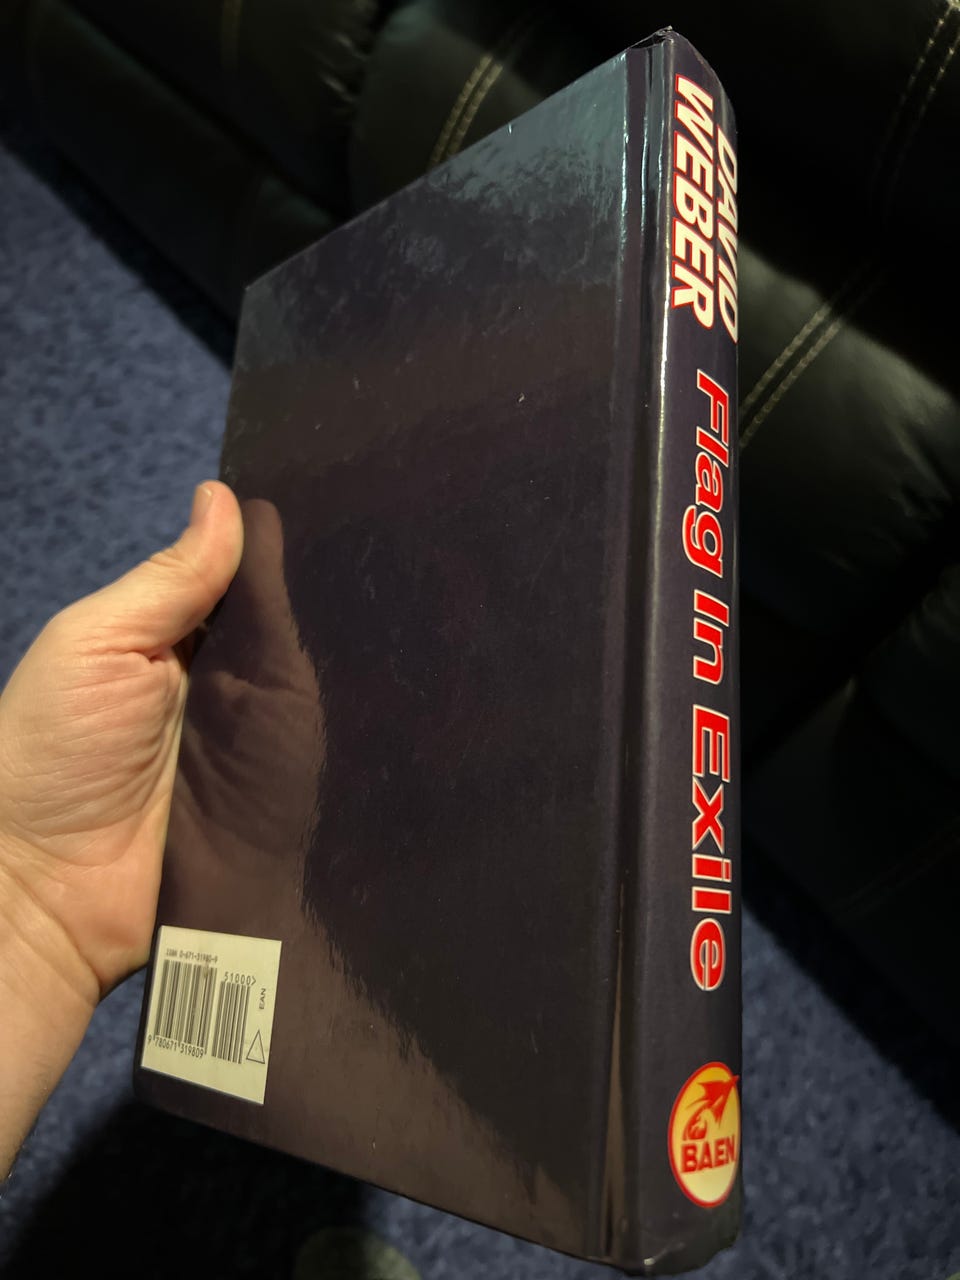 DAVID
WEBER
Flag In Exile
BAEN
ISBN 0-671-31980-9
51000>
EAN
9 780671 319809